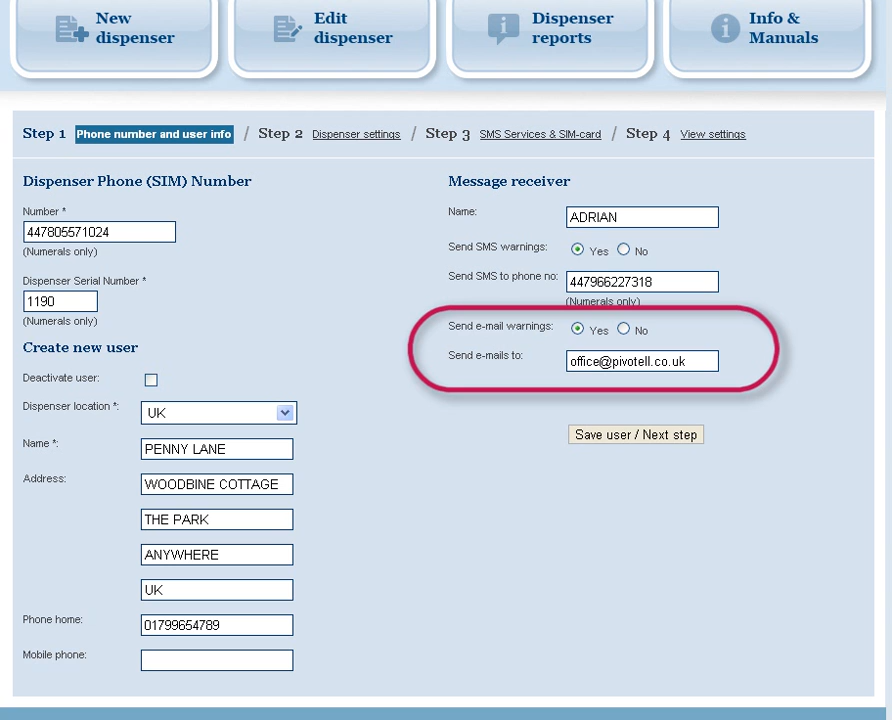 New dispenser
Edit dispenser
Dispenser reports
Info & Manuals
Step 1 Phone number and user info / Step 2 Dispenser settings / Step 3 SMS Services & SIM-card / Step 4 View settings
Dispenser Phone (SIM) Number
Number *
447805571024
(Numerals only)
Dispenser Serial Number *
1190
(Numerals only)
Create new user
Deactivate user:
Dispenser location *: UK
Name *: PENNY LANE
Address: WOODBINE COTTAGE
THE PARK
ANYWHERE
UK
Phone home: 01799654789
Mobile phone:
Message receiver
Name: ADRIAN
Send SMS warnings: Yes No
Send SMS to phone no: 447966227318
(Numerals only)
Send e-mail warnings: Yes No
Send e-mails to: office@pivotell.co.uk
Save user / Next step